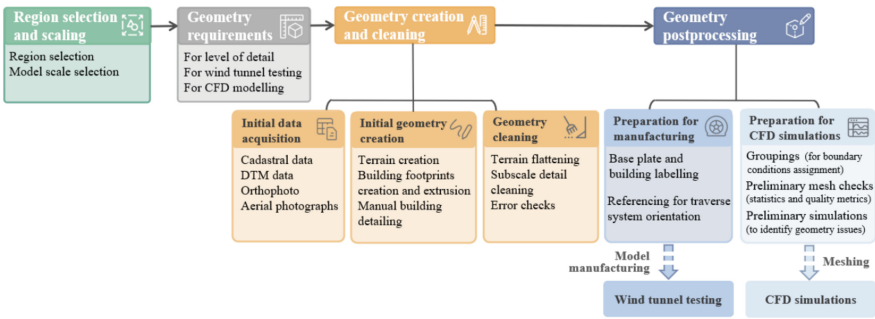 Region selection
and scaling
Region selection
Model scale selection
Geometry
requirements
For level of detail
For wind tunnel testing
For CFD modelling
Geometry creation
and cleaning
Geometry
postprocessing
Initial data
acquisition
Cadastral data
DTM data
Orthophoto
Aerial photographs
Initial geometry
creation
Terrain creation
Building footprints
creation and extrusion
Manual building
detailing
Geometry
cleaning
Terrain flattening
Subscale detail
cleaning
Error checks
Preparation for
manufacturing
Base plate and
building labelling
Referencing for traverse
system orientation
Preparation for
CFD simulations
Groupings (for boundary
conditions assignment)
Preliminary mesh checks
(statistics and quality metrics)
Preliminary simulations
(to identify geometry issues)
Model
manufacturing
Meshing
Wind tunnel testing
CFD simulations